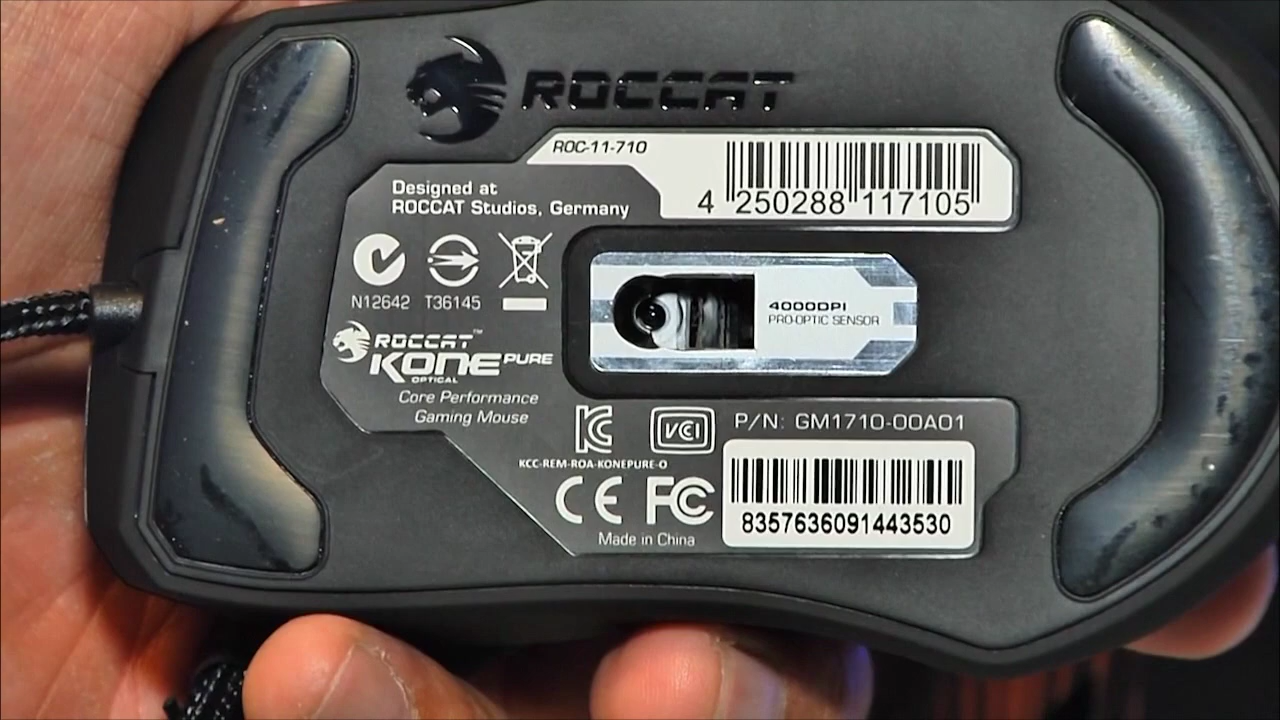 ROCCAT
ROC-11-710
4 250288 117105
Designed at
ROCCAT Studios, Germany
N12642 T36145
4000DPI
PRO-OPTIC SENSOR
ROCCAT™
KONE PURE
OPTICAL
Core Performance
Gaming Mouse
KC VCI
P/N: GM1710-00A01
KCC-REM-ROA-KONEPURE-O
CE FC
8357636091443530
Made in China